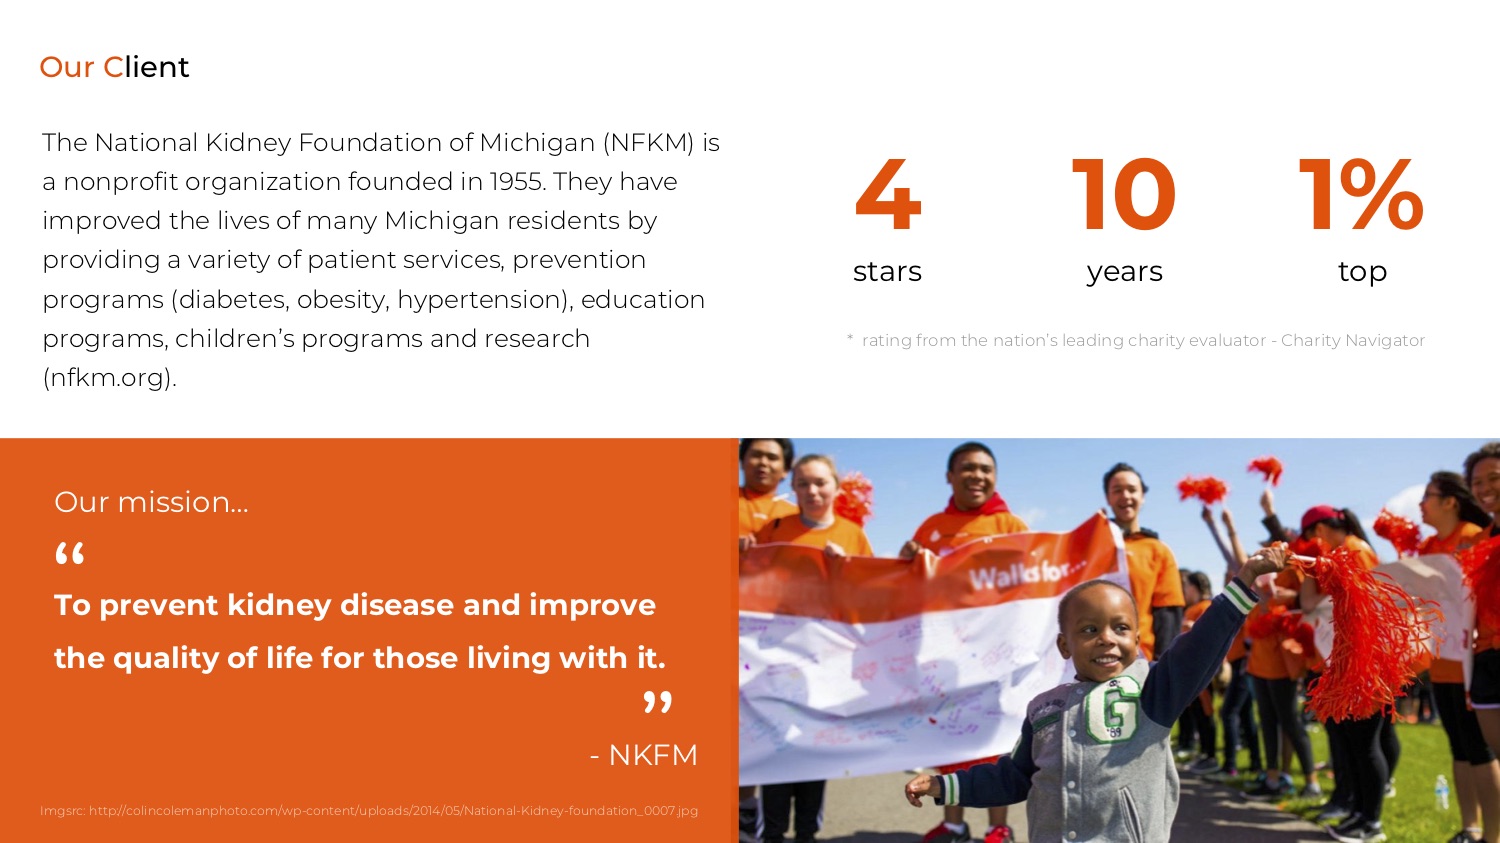 Our Client
The National Kidney Foundation of Michigan (NFKM) is
a nonprofit organization founded in 1955. They have
improved the lives of many Michigan residents by
providing a variety of patient services, prevention
programs (diabetes, obesity, hypertension), education
programs, children’s programs and research
(nfkm.org).
4
stars
10
years
1%
top
* rating from the nation’s leading charity evaluator - Charity Navigator
Our mission...
“
To prevent kidney disease and improve
the quality of life for those living with it.
”
- NKFM
Imgsrc: http://colincolemanphoto.com/wp-content/uploads/2014/05/National-Kidney-foundation_0007.jpg
Walks for...
G
'89